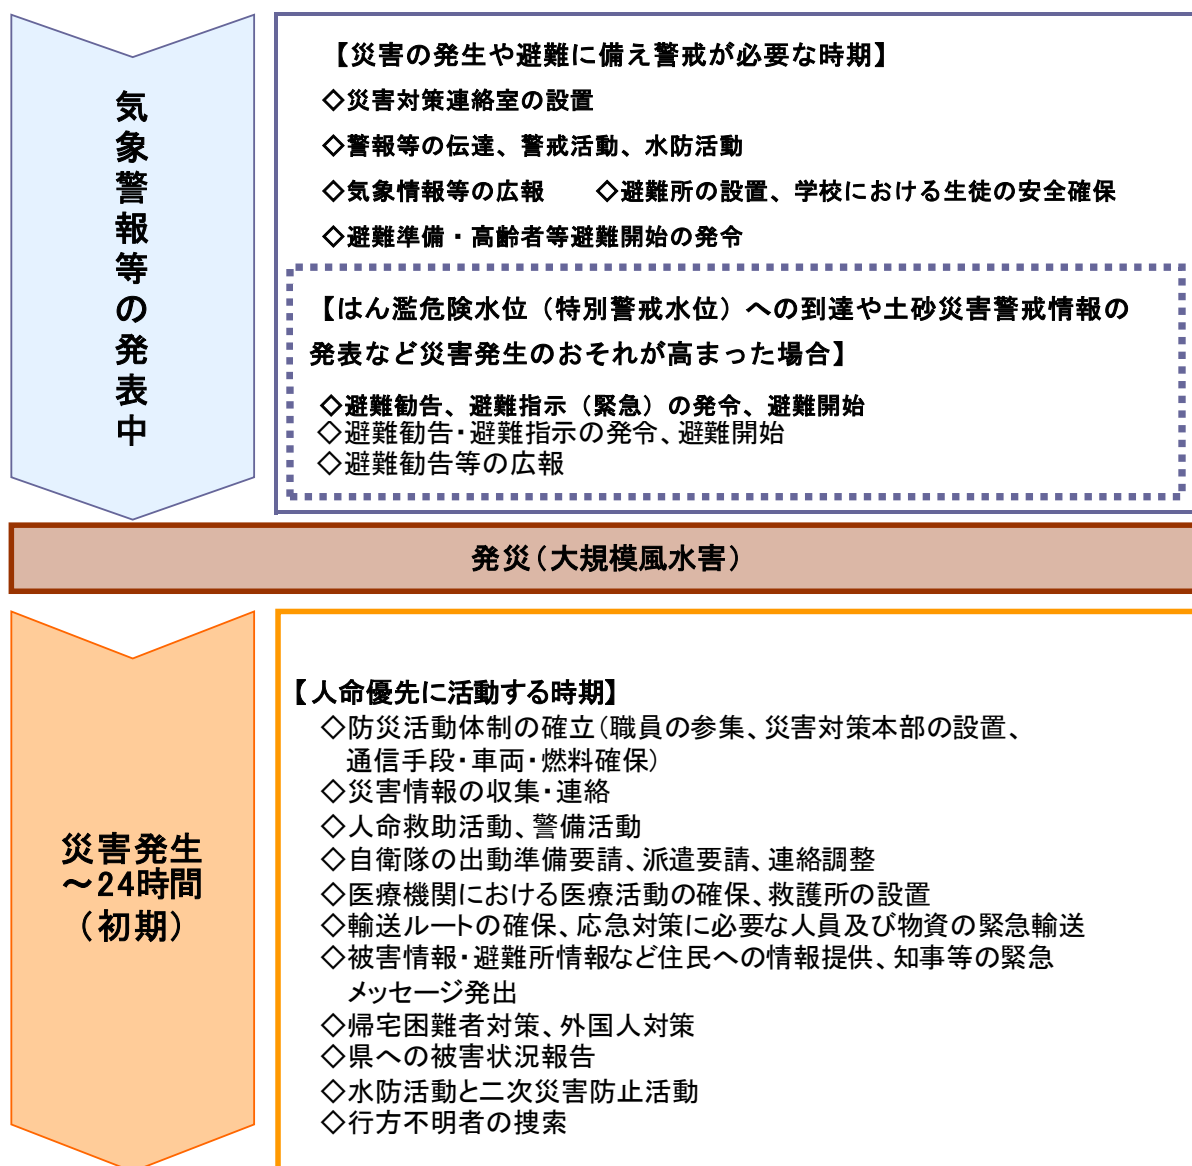 気象警報等の発表中
【災害の発生や避難に備え警戒が必要な時期】
◇災害対策連絡室の設置
◇警報等の伝達、警戒活動、水防活動
◇気象情報等の広報　　◇避難所の設置、学校における生徒の安全確保
◇避難準備・高齢者等避難開始の発令
【はん濫危険水位（特別警戒水位）への到達や土砂災害警戒情報の
発表など災害発生のおそれが高まった場合】
◇避難勧告、避難指示（緊急）の発令、避難開始
◇避難勧告・避難指示の発令、避難開始
◇避難勧告等の広報
発災（大規模風水害）
災害発生
～24時間
（初期）
【人命優先に活動する時期】
◇防災活動体制の確立（職員の参集、災害対策本部の設置、
通信手段・車両・燃料確保）
◇災害情報の収集・連絡
◇人命救助活動、警備活動
◇自衛隊の出動準備要請、派遣要請、連絡調整
◇医療機関における医療活動の確保、救護所の設置
◇輸送ルートの確保、応急対策に必要な人員及び物資の緊急輸送
◇被害情報・避難所情報など住民への情報提供、知事等の緊急
メッセージ発出
◇帰宅困難者対策、外国人対策
◇県への被害状況報告
◇水防活動と二次災害防止活動
◇行方不明者の捜索